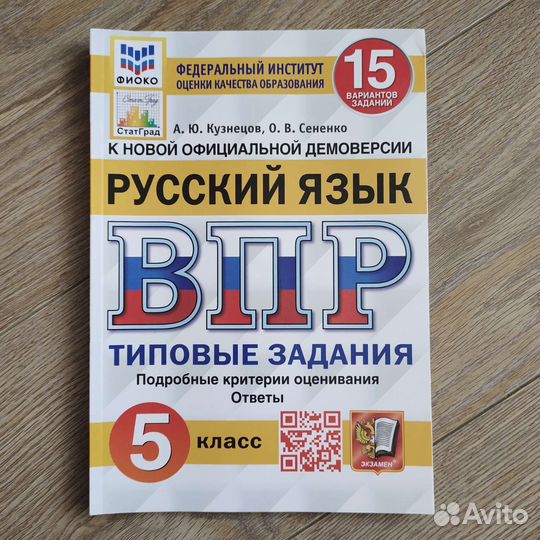 ФИОКО
ФЕДЕРАЛЬНЫЙ ИНСТИТУТ
ОЦЕНКИ КАЧЕСТВА ОБРАЗОВАНИЯ
15
ВАРИАНТОВ
ЗАДАНИЙ
СтатГрад
А. Ю. Кузнецов, О. В. Сененко
К НОВОЙ ОФИЦИАЛЬНОЙ ДЕМОВЕРСИИ
РУССКИЙ ЯЗЫК
ВПР
ТИПОВЫЕ ЗАДАНИЯ
Подробные критерии оценивания
Ответы
5 класс
ЭКЗАМЕН
Avito